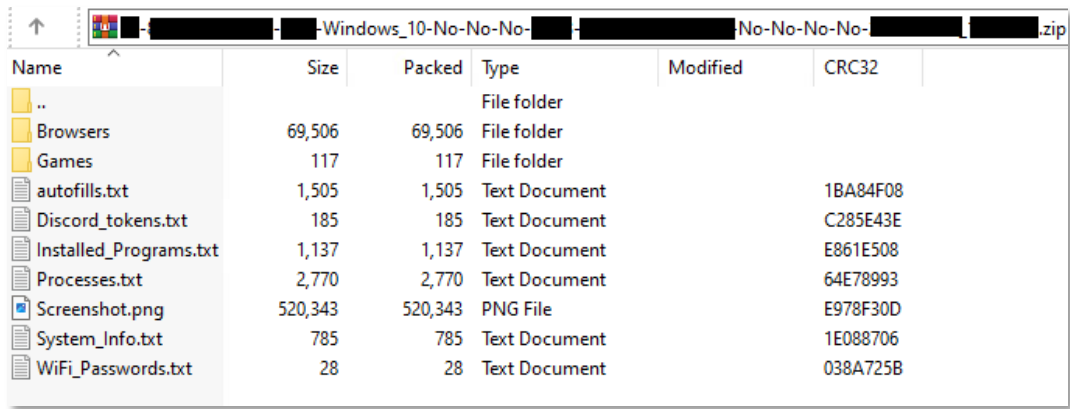 -Windows_10-No-No-No- -No-No-No-No- .zip
Name Size Packed Type Modified CRC32
.. File folder
Browsers 69,506 69,506 File folder
Games 117 117 File folder
autofills.txt 1,505 1,505 Text Document 1BA84F08
Discord_tokens.txt 185 185 Text Document C285E43E
Installed_Programs.txt 1,137 1,137 Text Document E861E508
Processes.txt 2,770 2,770 Text Document 64E78993
Screenshot.png 520,343 520,343 PNG File E978F30D
System_Info.txt 785 785 Text Document 1E088706
WiFi_Passwords.txt 28 28 Text Document 038A725B